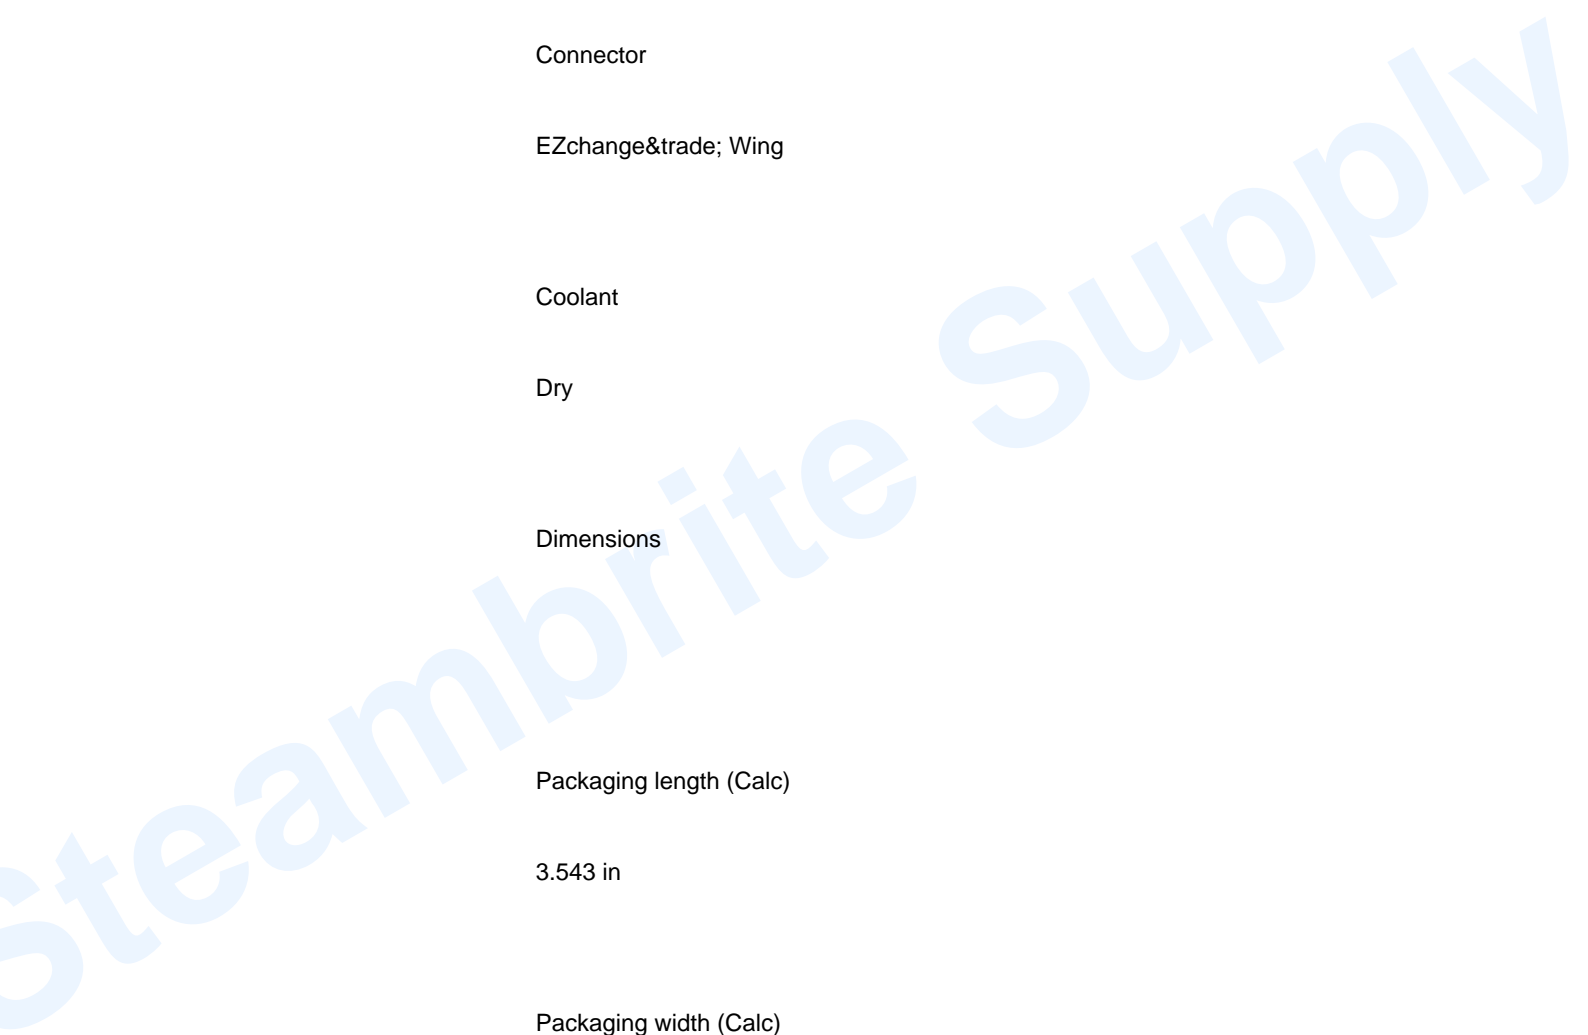 Connector
EZchange&trade; Wing
Coolant
Dry
Dimensions
Packaging length (Calc)
3.543 in
Packaging width (Calc)
Steambrite Supply